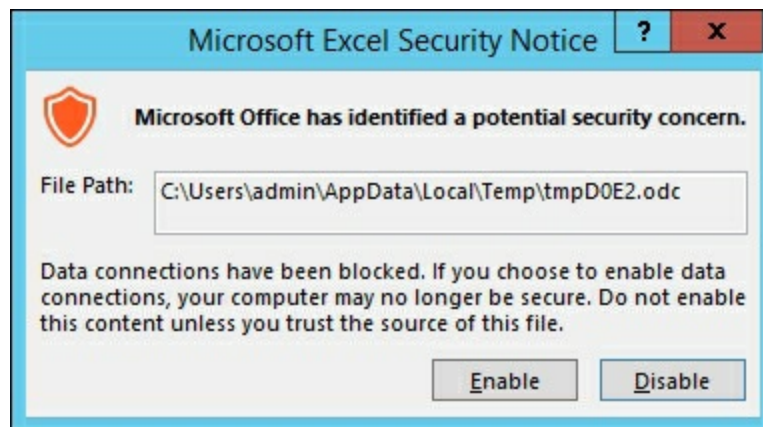 Microsoft Excel Security Notice ? x
Microsoft Office has identified a potential security concern.
File Path: C:\Users\admin\AppData\Local\Temp\tmpD0E2.odc
Data connections have been blocked. If you choose to enable data
connections, your computer may no longer be secure. Do not enable
this content unless you trust the source of this file.
Enable Disable